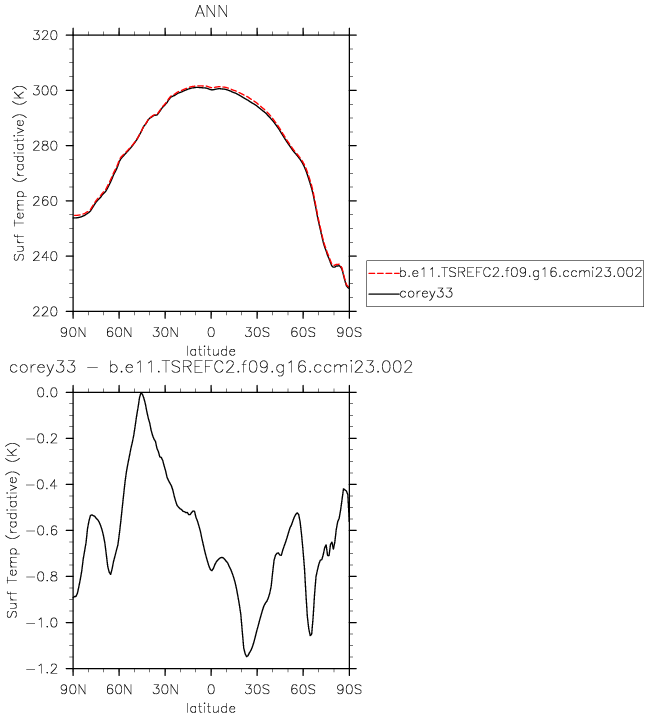 ANN
320
300
280
260
240
220
Surf Temp (radiative) (K)
90N 60N 30N 0 30S 60S 90S
latitude
b.e11.TSREFC2.f09.g16.ccmi23.002
corey33
corey33 − b.e11.TSREFC2.f09.g16.ccmi23.002
0.0
−0.2
−0.4
−0.6
−0.8
−1.0
−1.2
Surf Temp (radiative) (K)
90N 60N 30N 0 30S 60S 90S
latitude